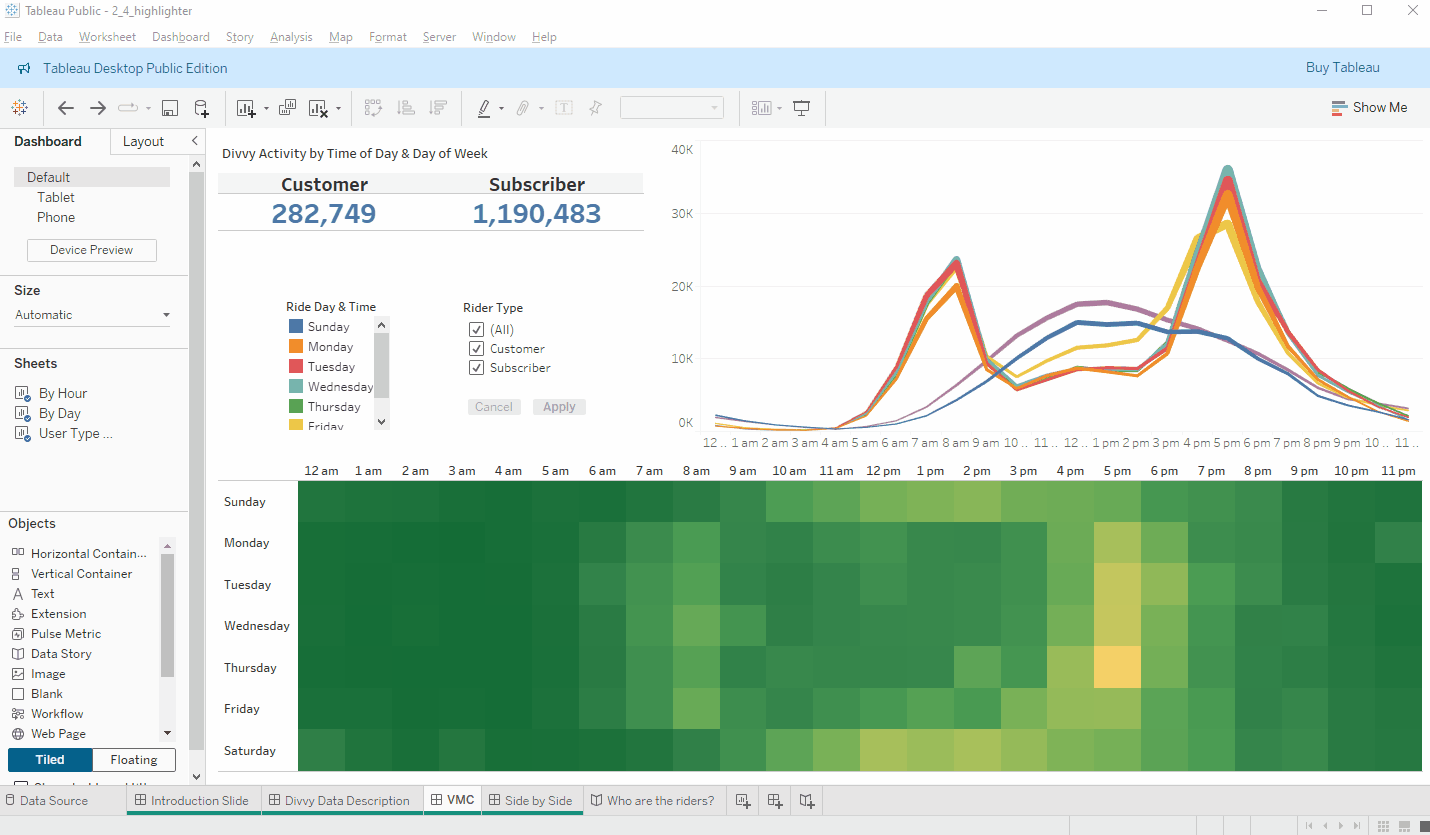 Tableau Public - 2_4_highlighter
File Data Worksheet Dashboard Story Analysis Map Format Server Window Help
Tableau Desktop Public Edition
Buy Tableau
Show Me
Dashboard Layout
Default
Tablet
Phone
Device Preview
Size
Automatic
Sheets
By Hour
By Day
User Type ...
Objects
Horizontal Contain...
Vertical Container
Text
Extension
Pulse Metric
Data Story
Image
Blank
Workflow
Web Page
Tiled Floating
Divvy Activity by Time of Day & Day of Week
Customer Subscriber
282,749 1,190,483
Ride Day & Time
Sunday
Monday
Tuesday
Wednesday
Thursday
Friday
Rider Type
(All)
Customer
Subscriber
Cancel Apply
40K
30K
20K
10K
0K
12 .. 1 am 2 am 3 am 4 am 5 am 6 am 7 am 8 am 9 am 10 .. 11 .. 12 .. 1 pm 2 pm 3 pm 4 pm 5 pm 6 pm 7 pm 8 pm 9 pm 10 .. 11 ..
12 am 1 am 2 am 3 am 4 am 5 am 6 am 7 am 8 am 9 am 10 am 11 am 12 pm 1 pm 2 pm 3 pm 4 pm 5 pm 6 pm 7 pm 8 pm 9 pm 10 pm 11 pm
Sunday
Monday
Tuesday
Wednesday
Thursday
Friday
Saturday
Data Source Introduction Slide Divvy Data Description VMC Side by Side Who are the riders?